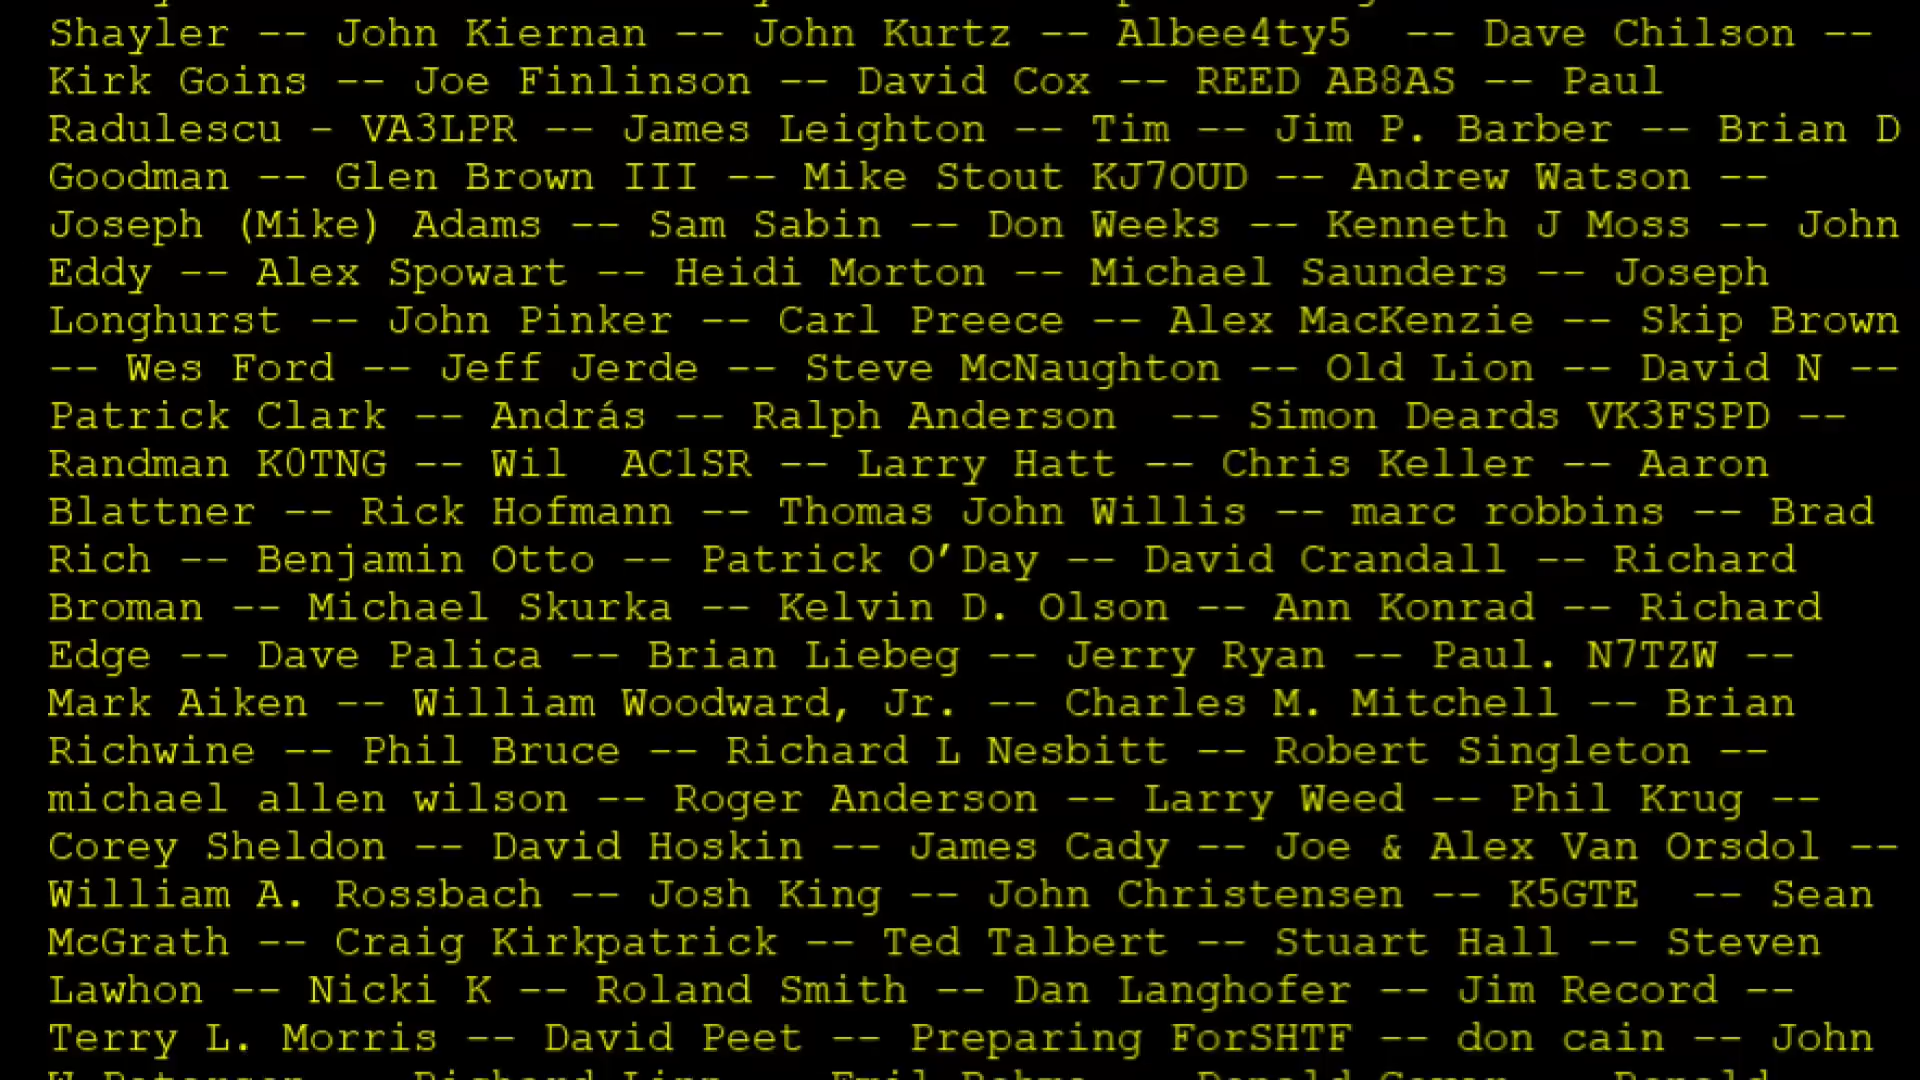 Shayler -- John Kiernan -- John Kurtz -- Albee4ty5  -- Dave Chilson --
Kirk Goins -- Joe Finlinson -- David Cox -- REED AB8AS -- Paul
Radulescu - VA3LPR -- James Leighton -- Tim -- Jim P. Barber -- Brian D
Goodman -- Glen Brown III -- Mike Stout KJ7OUD -- Andrew Watson --
Joseph (Mike) Adams -- Sam Sabin -- Don Weeks -- Kenneth J Moss -- John
Eddy -- Alex Spowart -- Heidi Morton -- Michael Saunders -- Joseph
Longhurst -- John Pinker -- Carl Preece -- Alex MacKenzie -- Skip Brown
-- Wes Ford -- Jeff Jerde -- Steve McNaughton -- Old Lion -- David N --
Patrick Clark -- András -- Ralph Anderson  -- Simon Deards VK3FSPD --
Randman K0TNG -- Wil  AC1SR -- Larry Hatt -- Chris Keller -- Aaron
Blattner -- Rick Hofmann -- Thomas John Willis -- marc robbins -- Brad
Rich -- Benjamin Otto -- Patrick O’Day -- David Crandall -- Richard
Broman -- Michael Skurka -- Kelvin D. Olson -- Ann Konrad -- Richard
Edge -- Dave Palica -- Brian Liebeg -- Jerry Ryan -- Paul. N7TZW --
Mark Aiken -- William Woodward, Jr. -- Charles M. Mitchell -- Brian
Richwine -- Phil Bruce -- Richard L Nesbitt -- Robert Singleton --
michael allen wilson -- Roger Anderson -- Larry Weed -- Phil Krug --
Corey Sheldon -- David Hoskin -- James Cady -- Joe & Alex Van Orsdol --
William A. Rossbach -- Josh King -- John Christensen -- K5GTE  -- Sean
McGrath -- Craig Kirkpatrick -- Ted Talbert -- Stuart Hall -- Steven
Lawhon -- Nicki K -- Roland Smith -- Dan Langhofer -- Jim Record --
Terry L. Morris -- David Peet -- Preparing ForSHTF -- don cain -- John